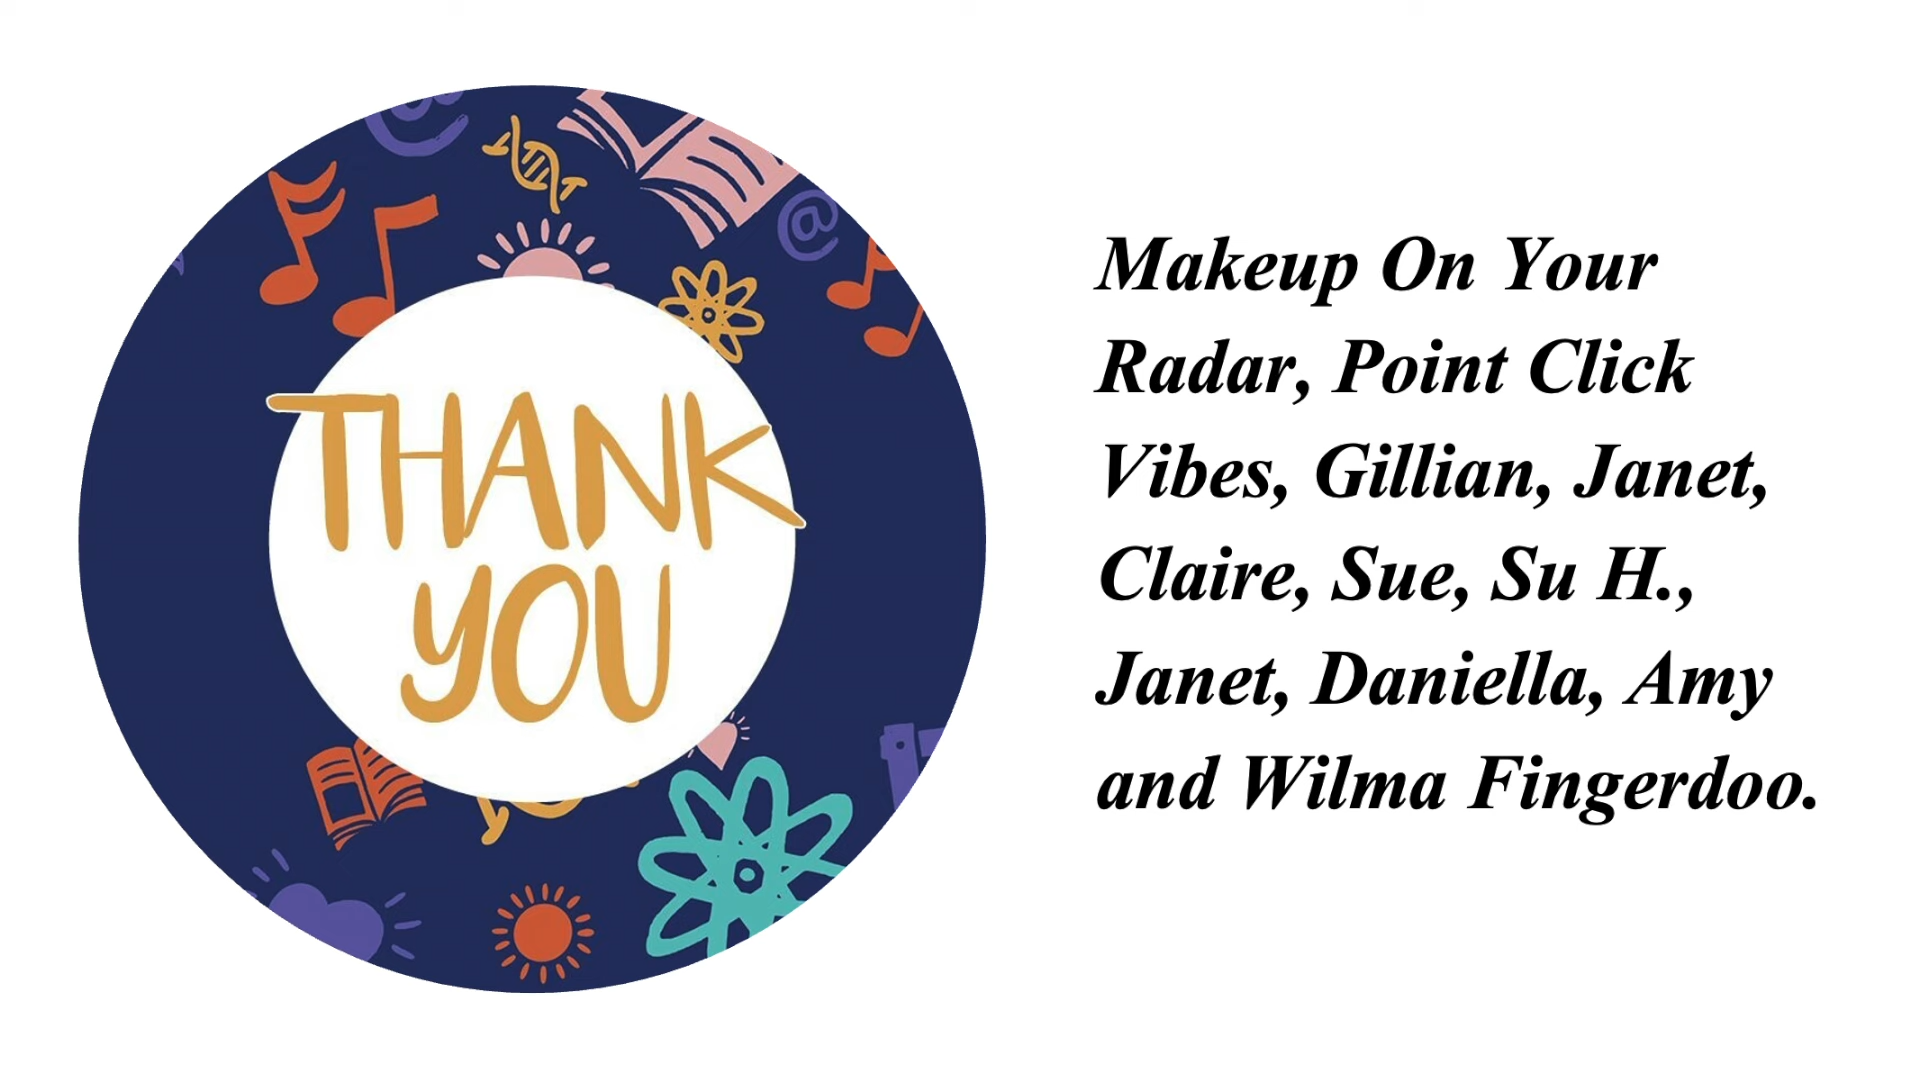 THANK
YOU
Makeup On Your
Radar, Point Click
Vibes, Gillian, Janet,
Claire, Sue, Su H.,
Janet, Daniella, Amy
and Wilma Fingerdoo.